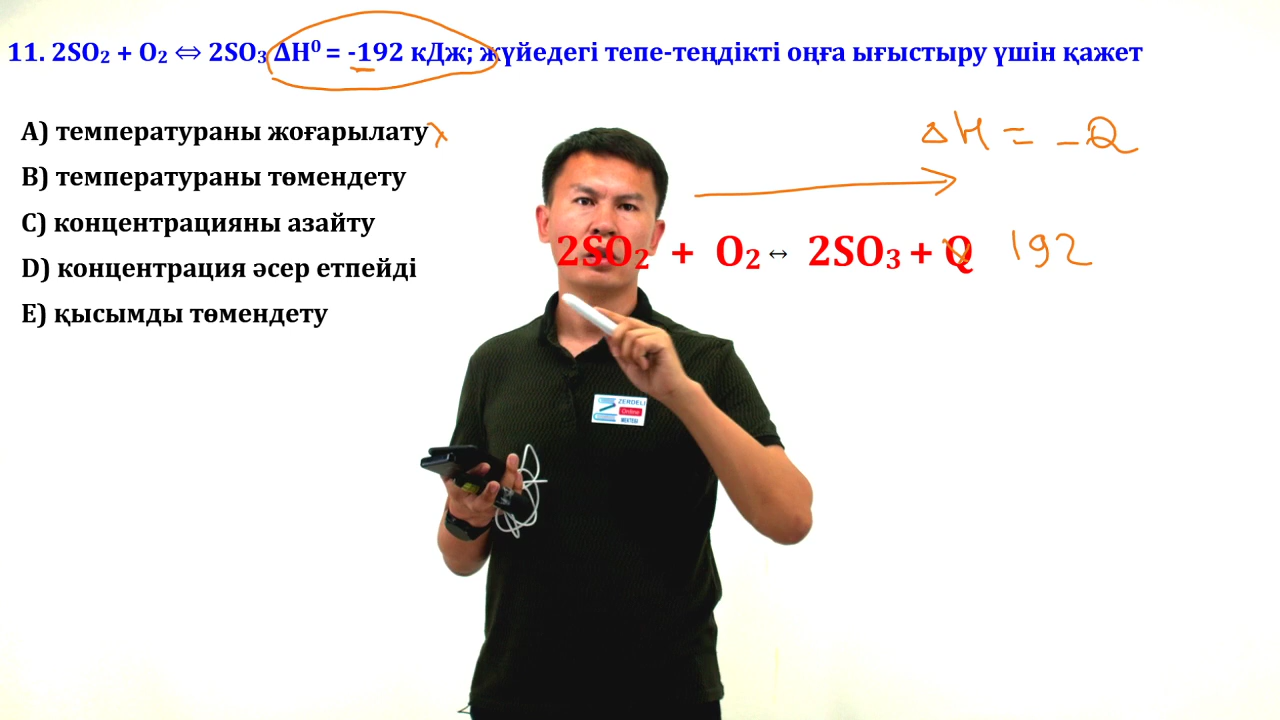 11. 2SO₂ + O₂ ⇔ 2SO₃ ΔH⁰ = -192 кДж; жүйедегі тепе-теңдікті оңға ығыстыру үшін қажет
A) температураны жоғарылату
B) температураны төмендету
C) концентрацияны азайту
D) концентрация әсер етпейді
E) қысымды төмендету
ΔH = -Q
2SO₂ + O₂ ↔ 2SO₃ + Q 192
ZERDELI
Online
MEKTEBI